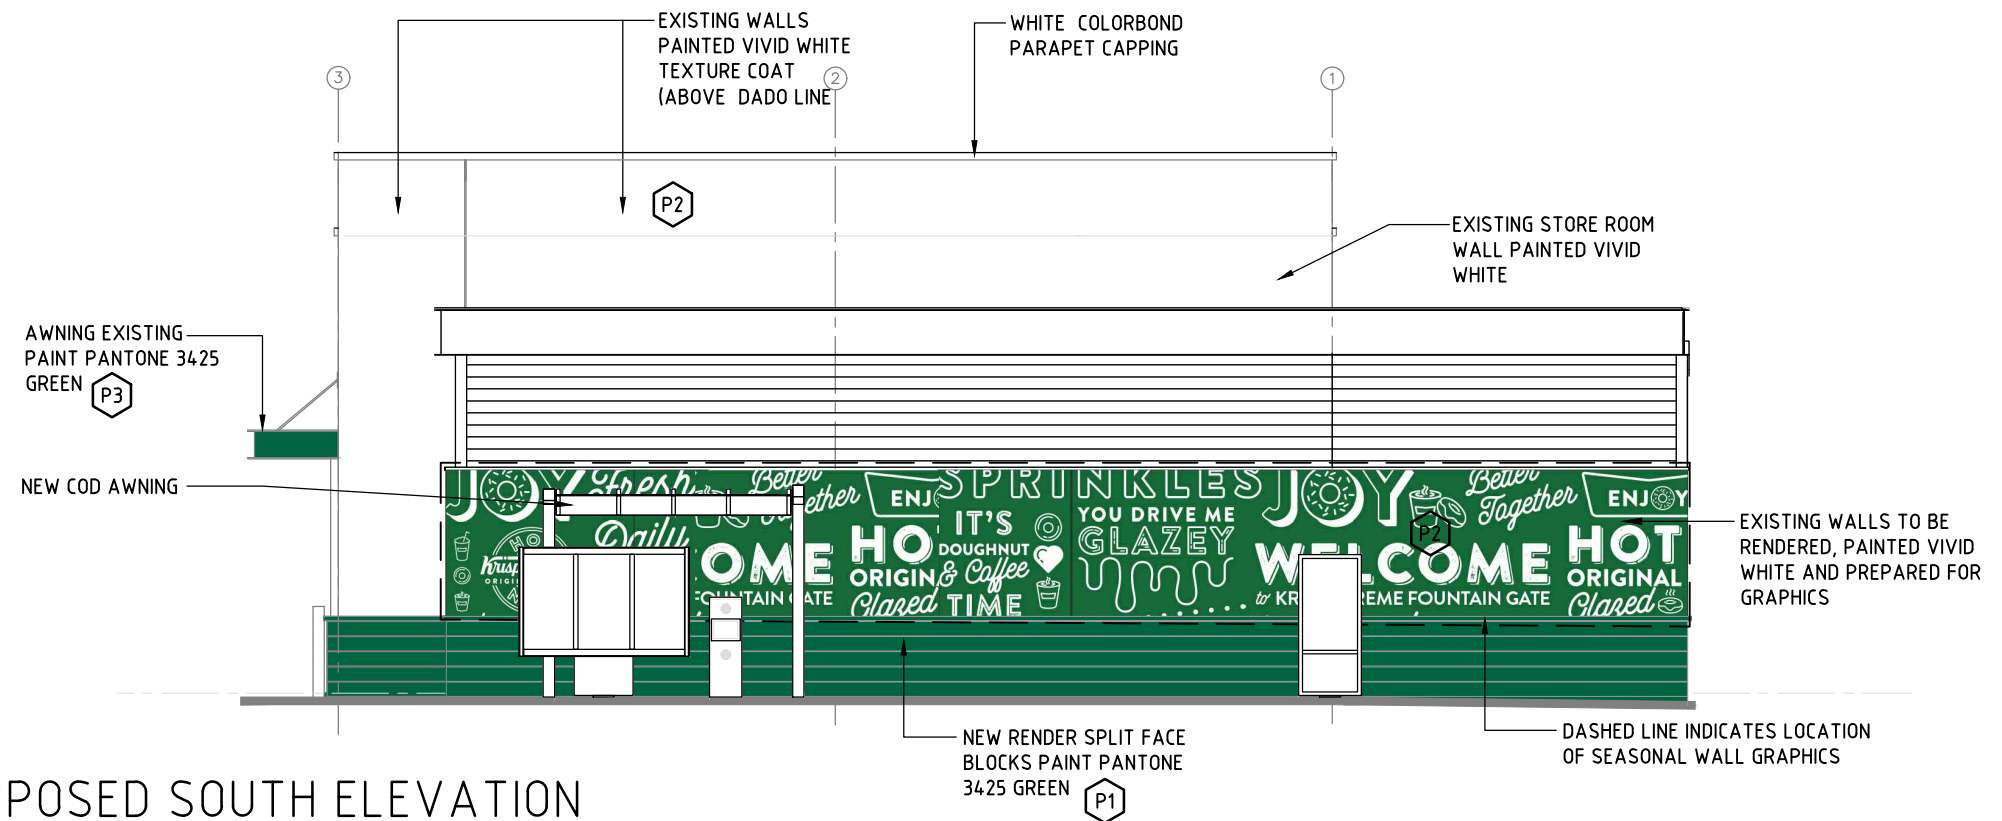 EXISTING WALLS
PAINTED VIVID WHITE
TEXTURE COAT
(ABOVE DADO LINE
WHITE COLORBOND
PARAPET CAPPING
3
2
1
P2
EXISTING STORE ROOM
WALL PAINTED VIVID
WHITE
AWNING EXISTING
PAINT PANTONE 3425
GREEN
P3
NEW COD AWNING
JOY
Fresh
Daily
Better
ether
ENJ
HO
OME
HO
ORIGIN
FOUNTAIN GATE
Glazed
SPRINKLES
IT'S
DOUGHNUT
& Coffee
TIME
YOU DRIVE ME
GLAZEY
JOY
Better
Together
ENJOY
P2
WELCOME
to KR EME FOUNTAIN GATE
HOT
ORIGINAL
Glazed
EXISTING WALLS TO BE
RENDERED, PAINTED VIVID
WHITE AND PREPARED FOR
GRAPHICS
NEW RENDER SPLIT FACE
BLOCKS PAINT PANTONE
3425 GREEN
P1
DASHED LINE INDICATES LOCATION
OF SEASONAL WALL GRAPHICS
POSED SOUTH ELEVATION